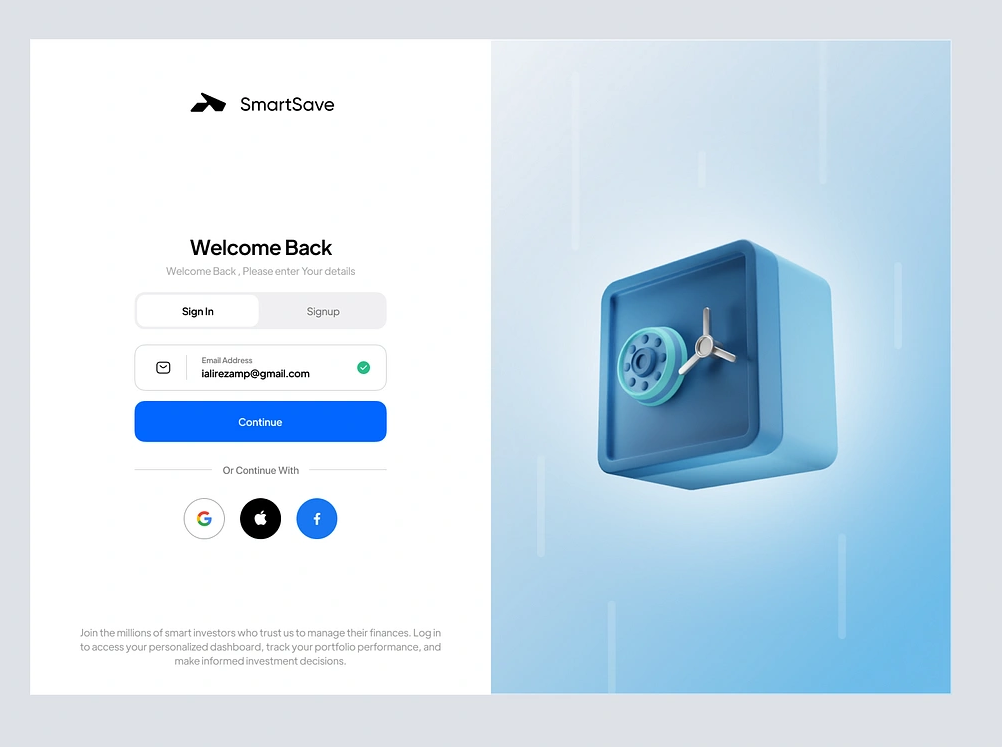 SmartSave
Welcome Back
Welcome Back , Please enter Your details
Sign In
Signup
Email Address
ialirezamp@gmail.com
Continue
Or Continue With
Join the millions of smart investors who trust us to manage their finances. Log in
to access your personalized dashboard, track your portfolio performance, and
make informed investment decisions.